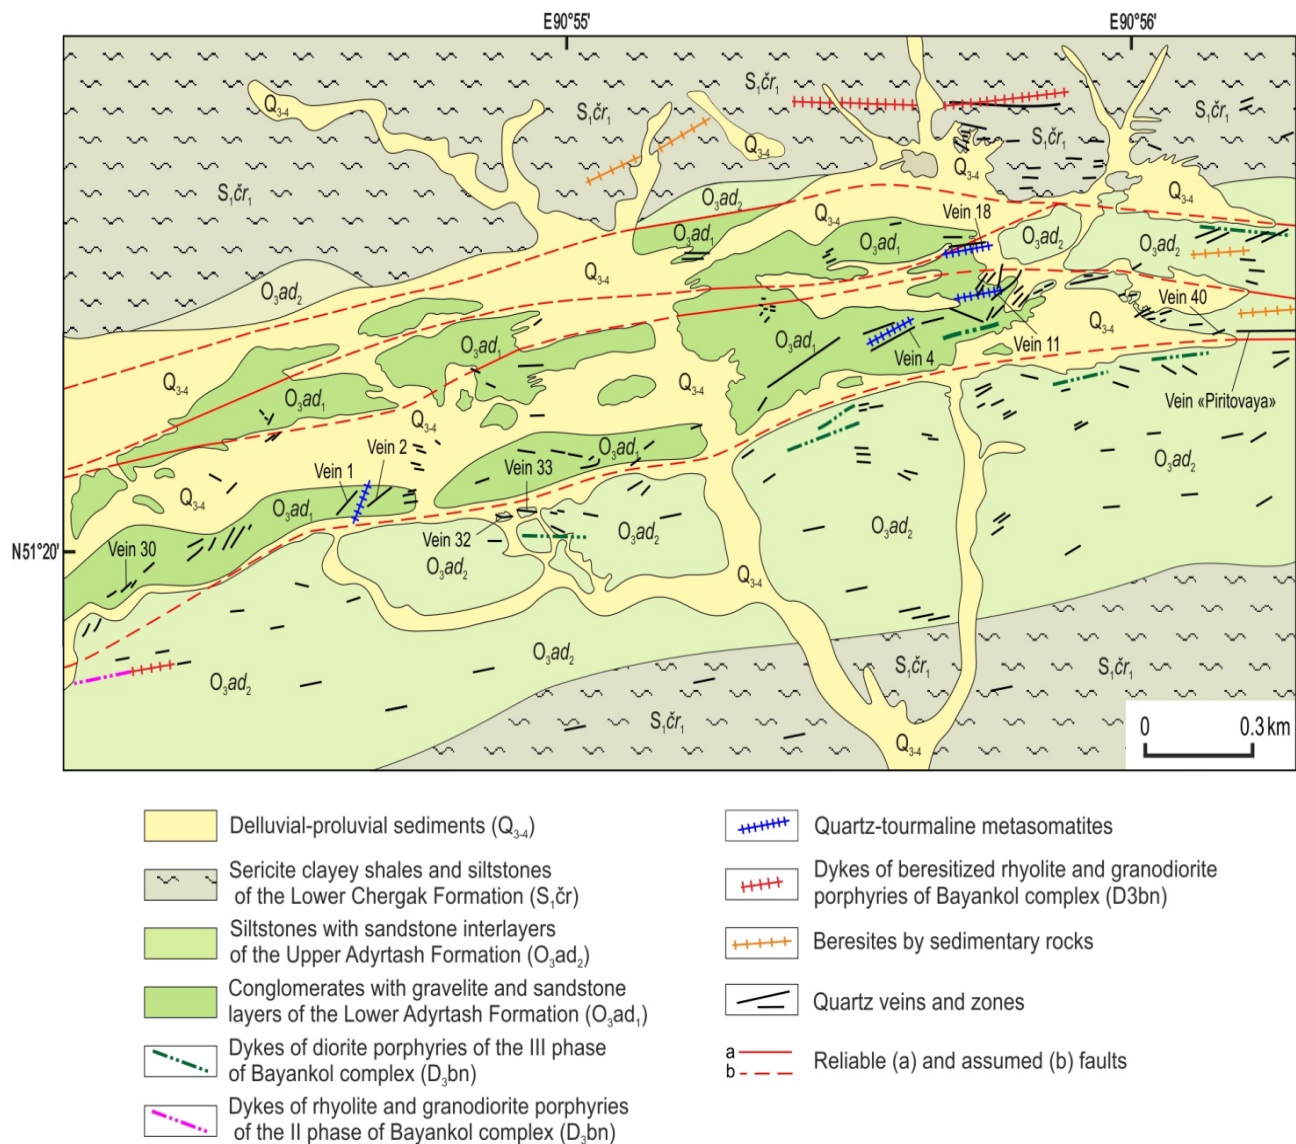 E90°55'
E90°56'
S₁čr₁
S₁čr₁
Q₃₋₄
S₁čr₁
S₁čr₁
Q₃₋₄
Q₃₋₄
S₁čr₁
O₃ad₂
Q₃₋₄
Vein 18
Q₃₋₄
O₃ad₁
O₃ad₁
O₃ad₂
O₃ad₂
O₃ad₂
Q₃₋₄
Vein 40
O₃ad₁
O₃ad₁
Q₃₋₄
Vein 11
Vein 4
Q₃₋₄
O₃ad₁
Q₃₋₄
Vein «Piritovaya»
Q₃₋₄
Vein 1
Vein 2
O₃ad₁
Vein 33
O₃ad₂
Q₃₋₄
O₃ad₁
N51°20'
Vein 30
Vein 32
O₃ad₂
O₃ad₂
O₃ad₂
Q₃₋₄
O₃ad₂
O₃ad₂
S₁čr₁
S₁čr₁
S₁čr₁
Q₃₋₄
0 0.3 km
Delluvial-proluvial sediments (Q₃₋₄)
Sericite clayey shales and siltstones
of the Lower Chergak Formation (S₁čr)
Siltstones with sandstone interlayers
of the Upper Adyrtash Formation (O₃ad₂)
Conglomerates with gravelite and sandstone
layers of the Lower Adyrtash Formation (O₃ad₁)
Dykes of diorite porphyries of the III phase
of Bayankol complex (D₃bn)
Dykes of rhyolite and granodiorite porphyries
of the II phase of Bayankol complex (D₃bn)
Quartz-tourmaline metasomatites
Dykes of beresitized rhyolite and granodiorite
porphyries of Bayankol complex (D3bn)
Beresites by sedimentary rocks
Quartz veins and zones
a
b
Reliable (a) and assumed (b) faults